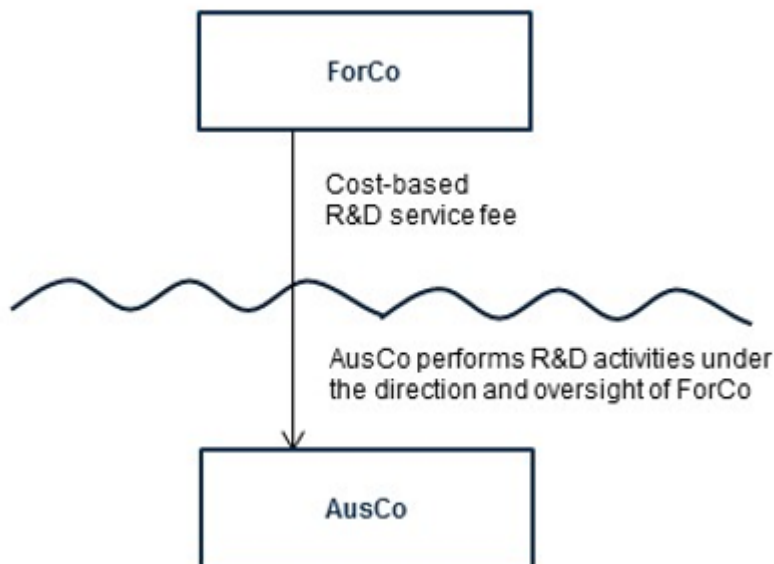 ForCo
Cost-based
R&D service fee
AusCo performs R&D activities under
the direction and oversight of ForCo
AusCo